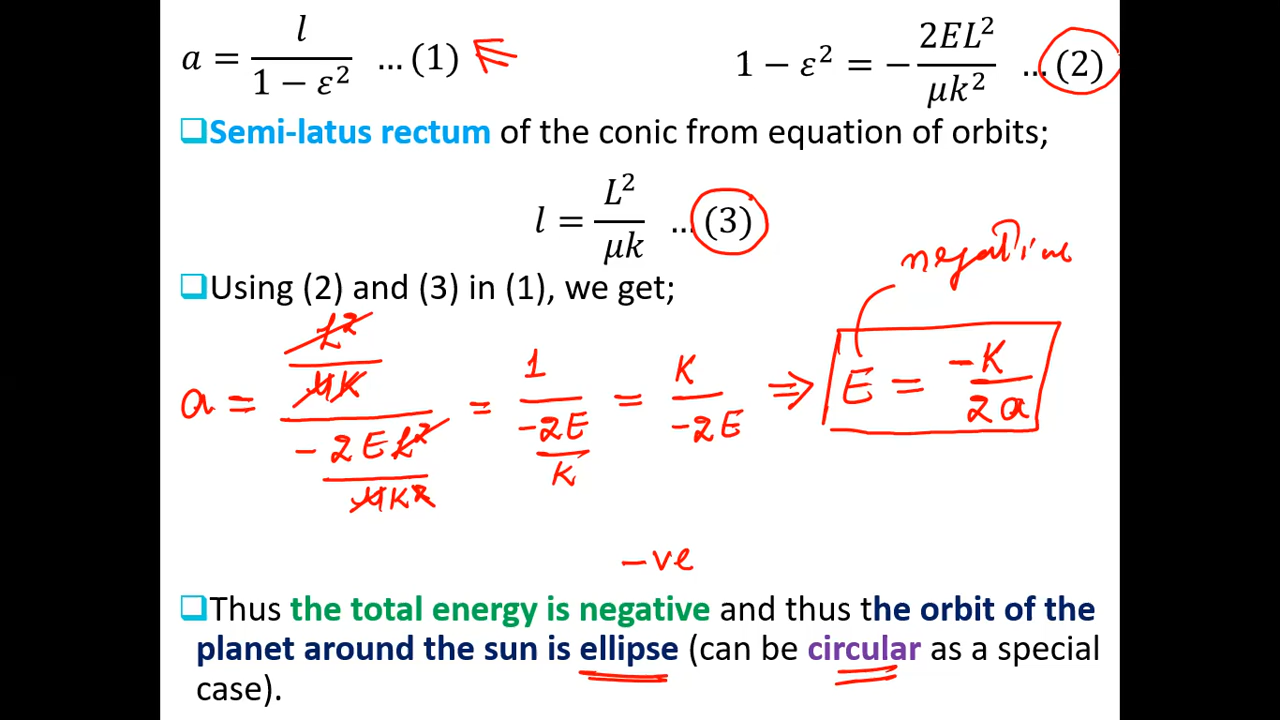 a = l / (1 − ε²) ... (1)    1 − ε² = − 2EL² / μk² ... (2)
❑Semi-latus rectum of the conic from equation of orbits;
l = L² / μk ... (3)
negative
❑Using (2) and (3) in (1), we get;
a = (L² / μK) / (−2EL² / μK²) = 1 / (−2E / K) = K / −2E ⇒ E = −K / 2a
−ve
❑Thus the total energy is negative and thus the orbit of the
planet around the sun is ellipse (can be circular as a special
case).